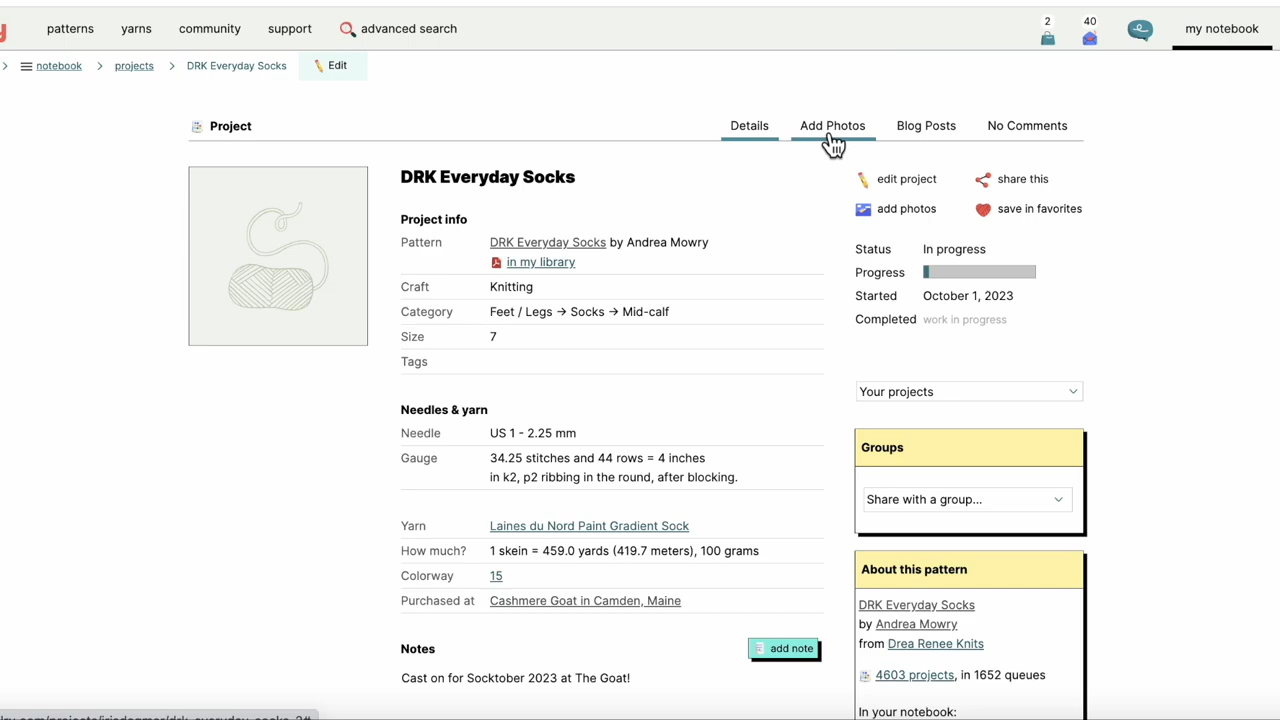 patterns yarns community support advanced search 2 40 my notebook
notebook projects DRK Everyday Socks Edit
Project Details Add Photos Blog Posts No Comments
DRK Everyday Socks
Project info
Pattern DRK Everyday Socks by Andrea Mowry
in my library
Craft Knitting
Category Feet / Legs → Socks → Mid-calf
Size 7
Tags
Needles & yarn
Needle US 1 - 2.25 mm
Gauge 34.25 stitches and 44 rows = 4 inches
in k2, p2 ribbing in the round, after blocking.
Yarn Laines du Nord Paint Gradient Sock
How much? 1 skein = 459.0 yards (419.7 meters), 100 grams
Colorway 15
Purchased at Cashmere Goat in Camden, Maine
Notes add note
Cast on for Socktober 2023 at The Goat!
edit project share this
add photos save in favorites
Status In progress
Progress
Started October 1, 2023
Completed work in progress
Your projects
Groups
Share with a group...
About this pattern
DRK Everyday Socks
by Andrea Mowry
from Drea Renee Knits
4603 projects, in 1652 queues
In your notebook: